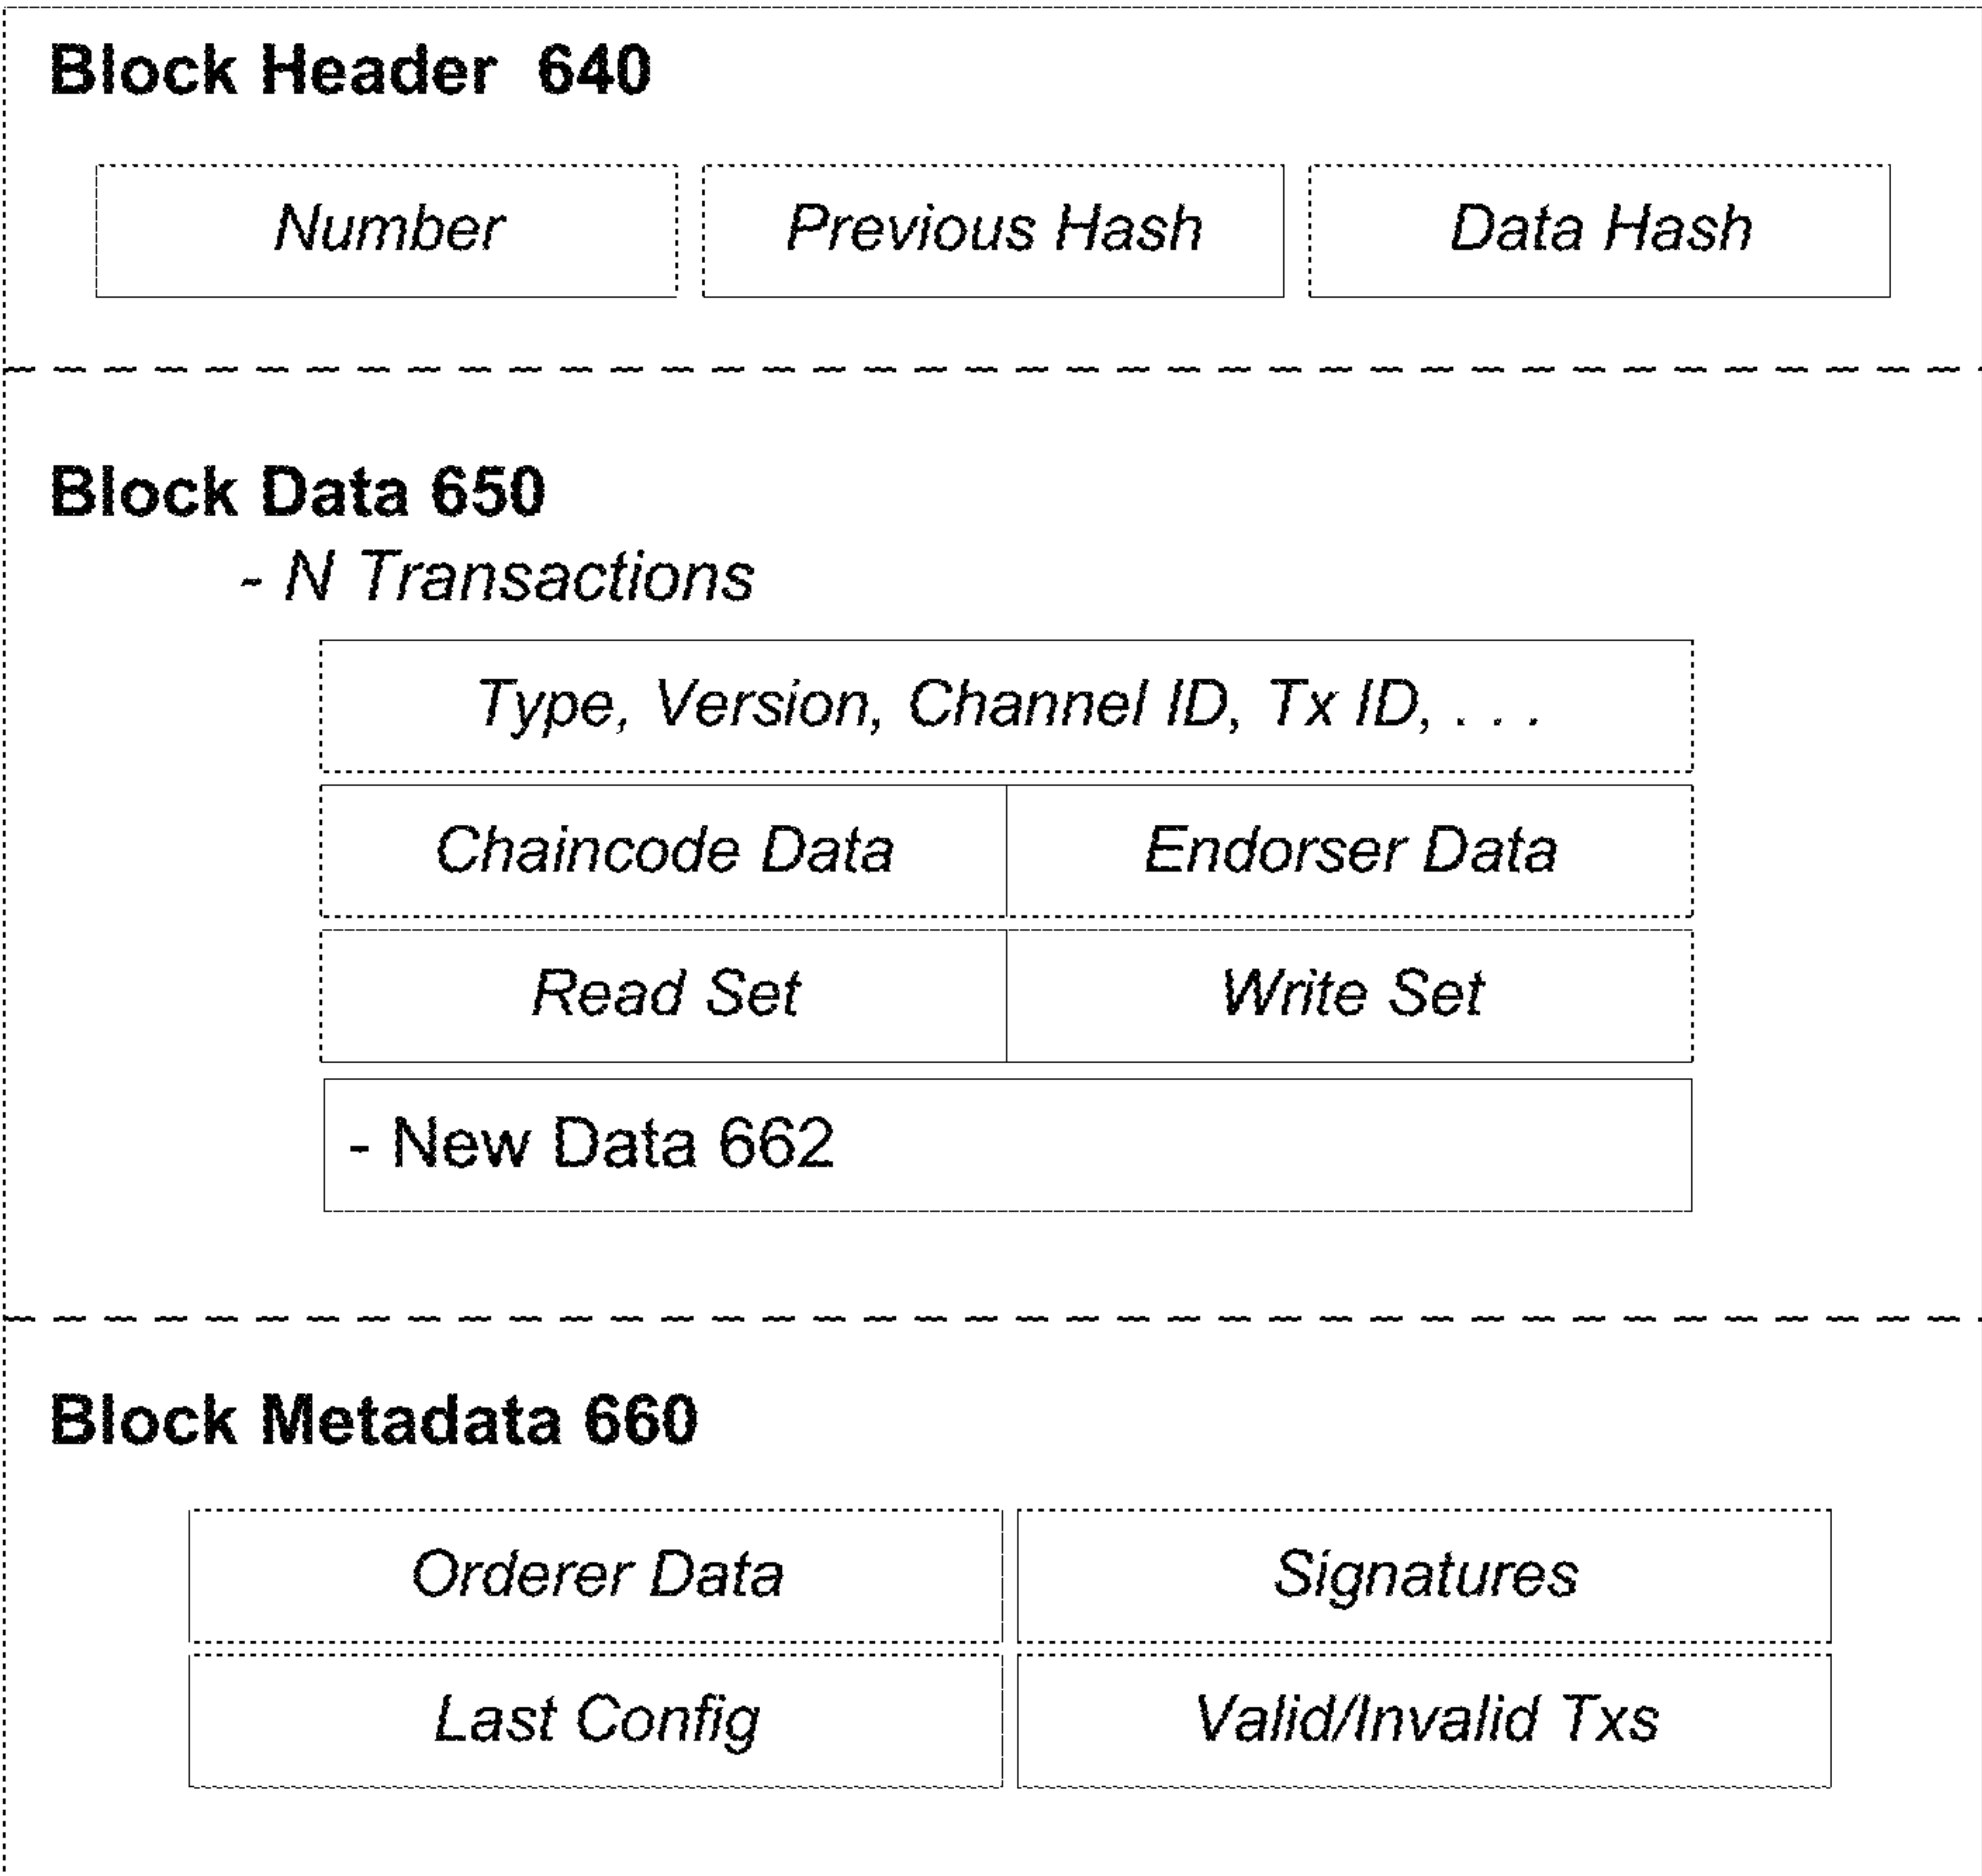 Block Header 640
Number Previous Hash Data Hash
Block Data 650
- N Transactions
Type, Version, Channel ID, Tx ID, . . .
Chaincode Data Endorser Data
Read Set Write Set
- New Data 662
Block Metadata 660
Orderer Data Signatures
Last Config Valid/Invalid Txs